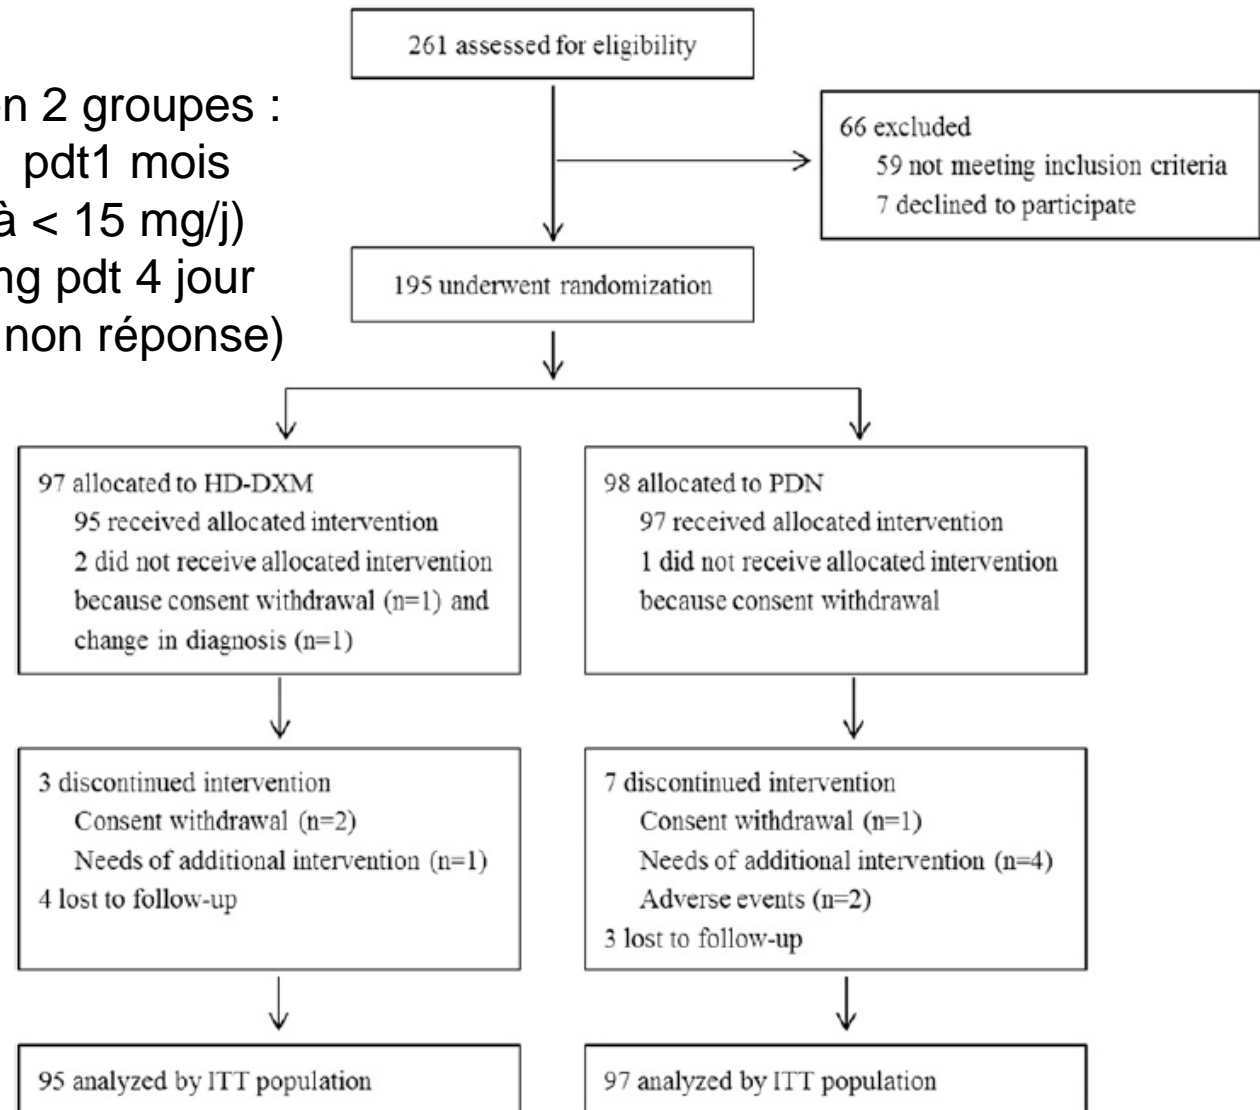 261 assessed for eligibility
n 2 groupes :
pdt1 mois
à < 15 mg/j)
ng pdt 4 jour
non réponse)
66 excluded
59 not meeting inclusion criteria
7 declined to participate
195 underwent randomization
97 allocated to HD-DXM
95 received allocated intervention
2 did not receive allocated intervention
because consent withdrawal (n=1) and
change in diagnosis (n=1)
98 allocated to PDN
97 received allocated intervention
1 did not receive allocated intervention
because consent withdrawal
3 discontinued intervention
Consent withdrawal (n=2)
Needs of additional intervention (n=1)
4 lost to follow-up
7 discontinued intervention
Consent withdrawal (n=1)
Needs of additional intervention (n=4)
Adverse events (n=2)
3 lost to follow-up
95 analyzed by ITT population
97 analyzed by ITT population